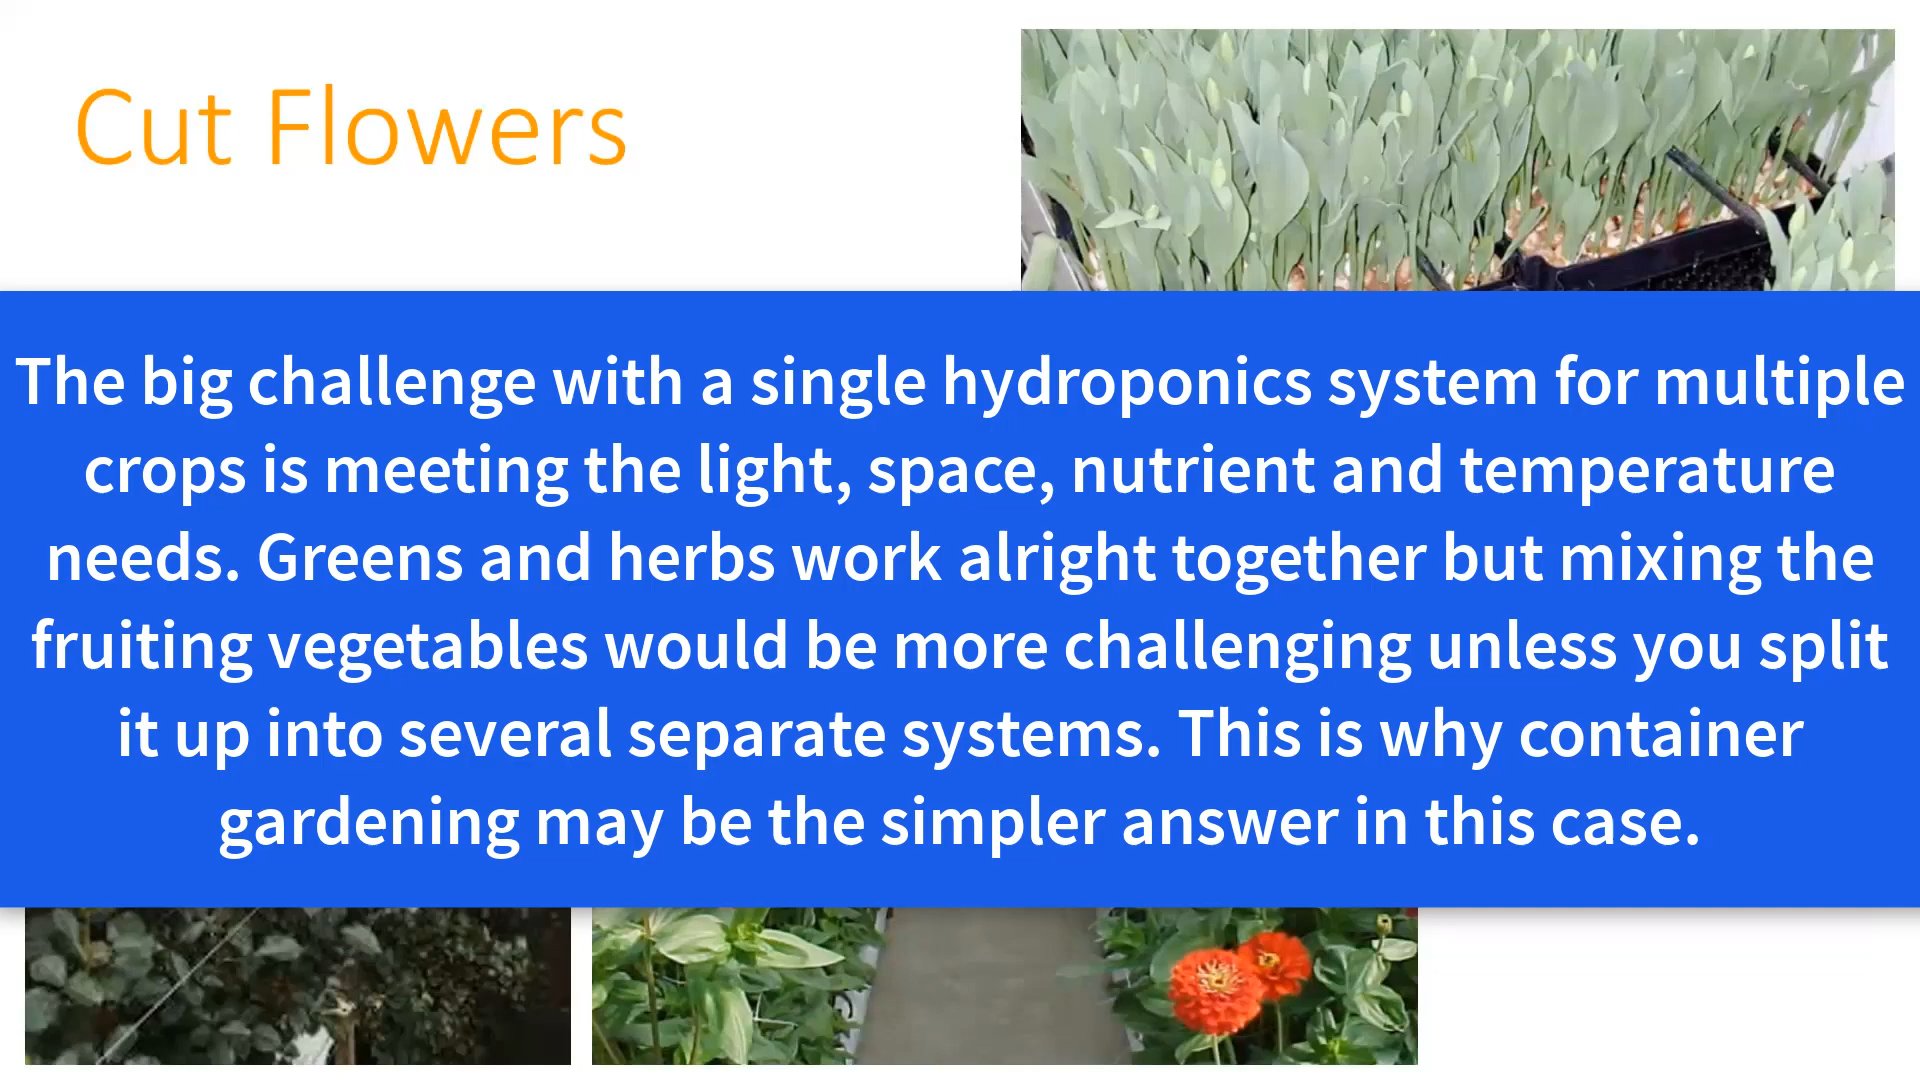 Cut Flowers
The big challenge with a single hydroponics system for multiple
crops is meeting the light, space, nutrient and temperature
needs. Greens and herbs work alright together but mixing the
fruiting vegetables would be more challenging unless you split
it up into several separate systems. This is why container
gardening may be the simpler answer in this case.